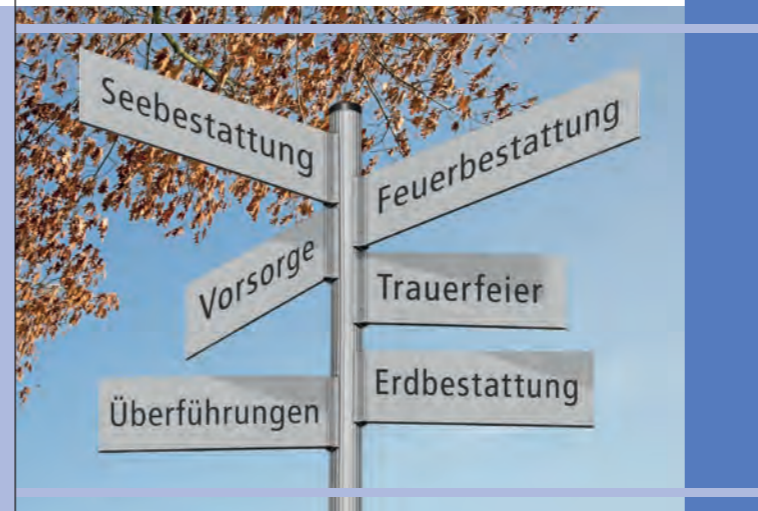 Seebestattung
Feuerbestattung
Vorsorge
Trauerfeier
Erdbestattung
Überführungen